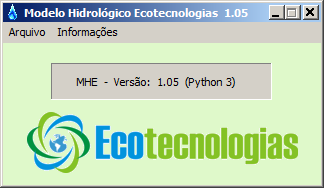 Modelo Hidrológico Ecotecnologias 1.05
Arquivo Informações
MHE - Versão: 1.05 (Python 3)
Ecotecnologias